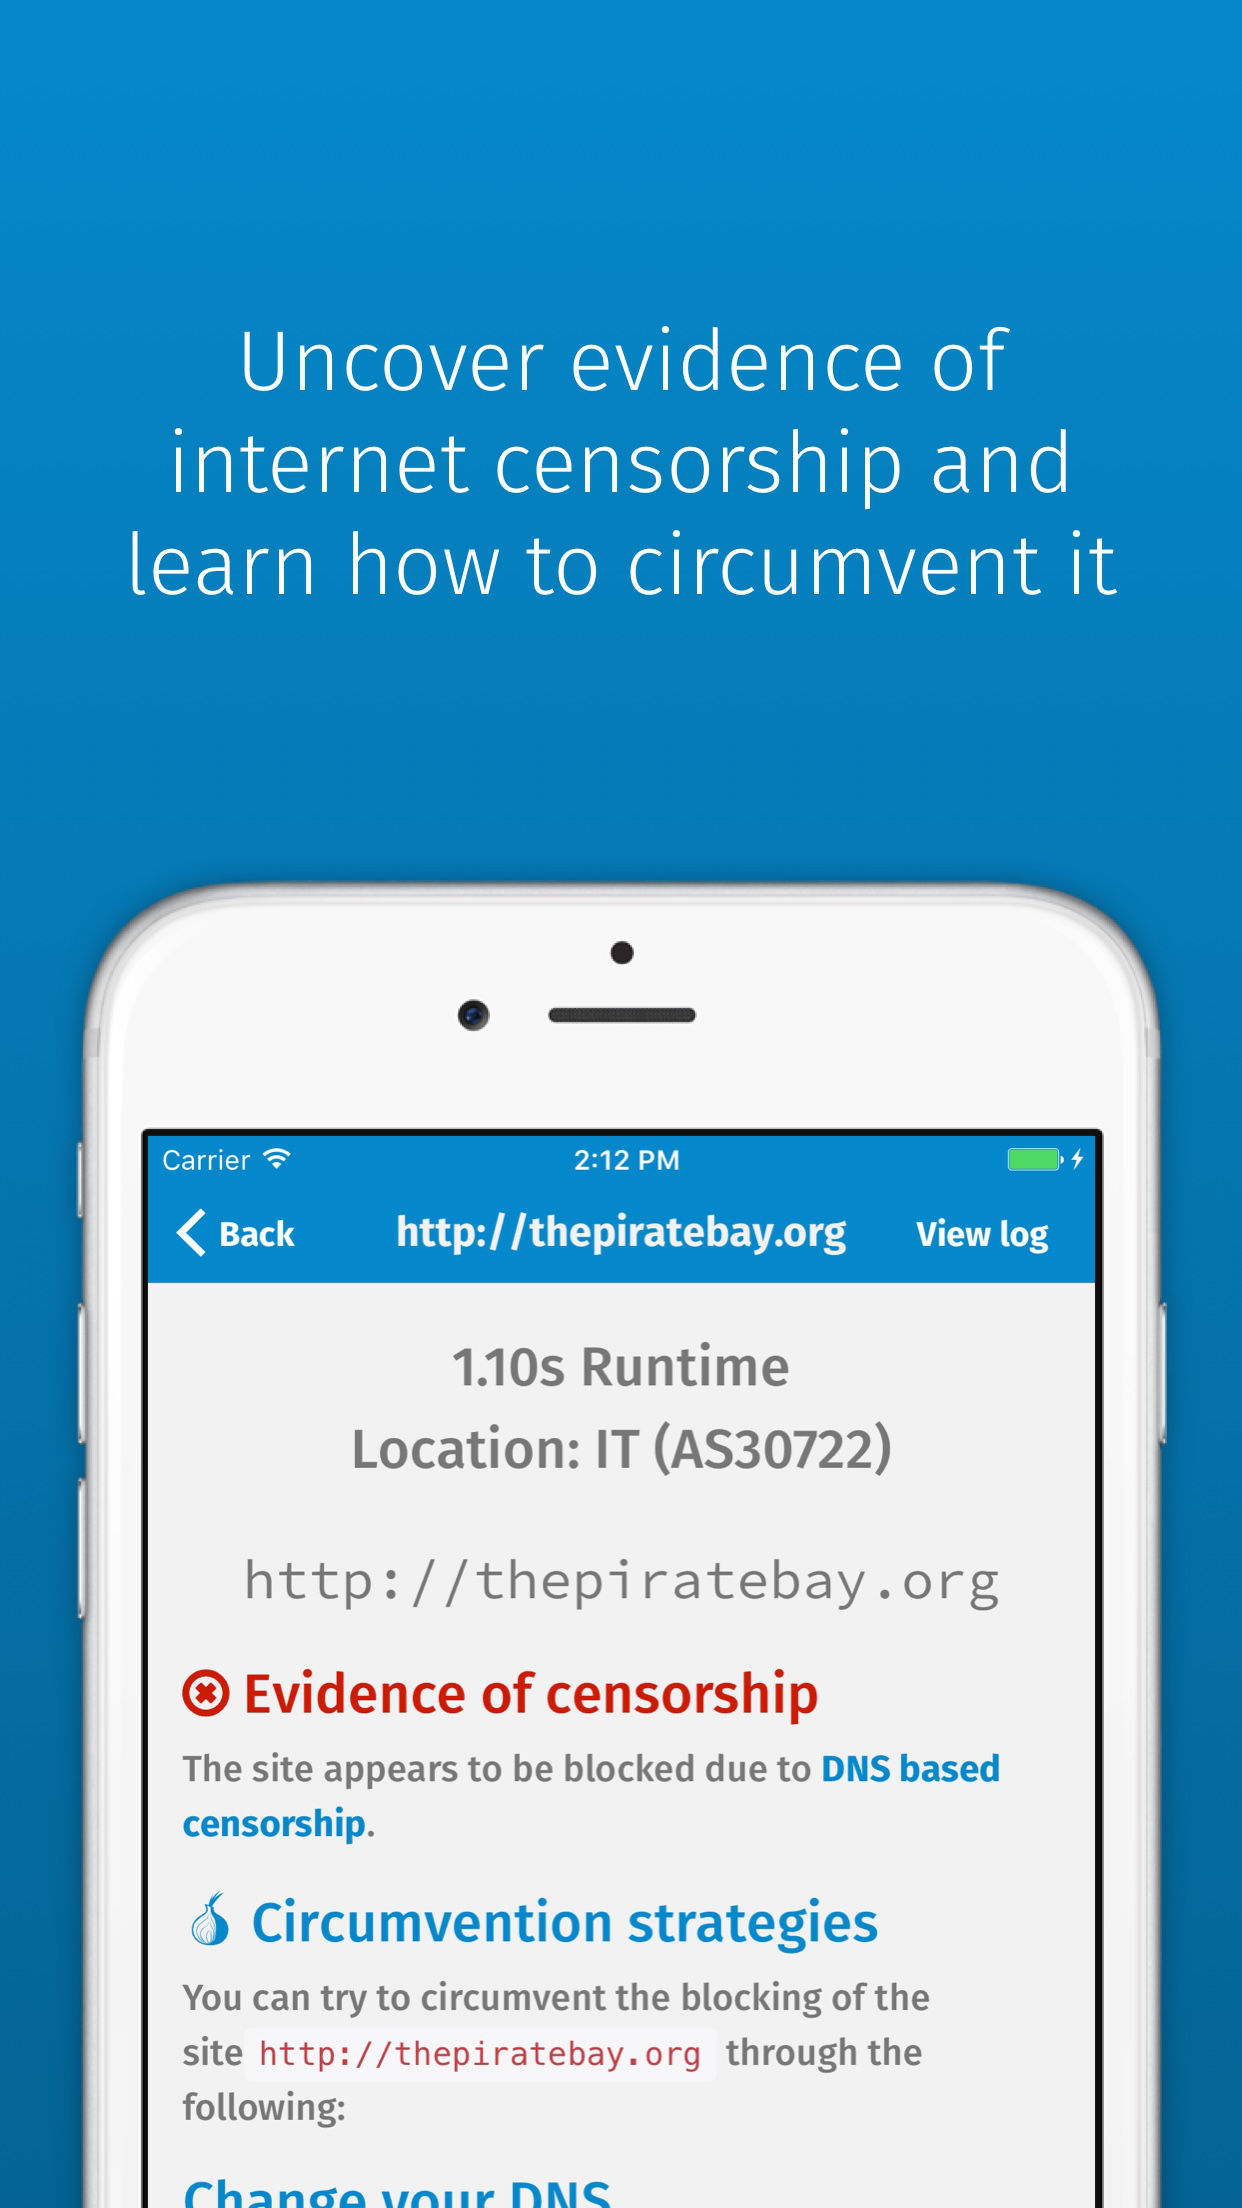 Uncover evidence of
internet censorship and
learn how to circumvent it
Carrier 2:12 PM
Back http://thepiratebay.org View log
1.10s Runtime
Location: IT (AS30722)
http://thepiratebay.org
Evidence of censorship
The site appears to be blocked due to DNS based
censorship.
Circumvention strategies
You can try to circumvent the blocking of the
site http://thepiratebay.org through the
following:
Change your DNS